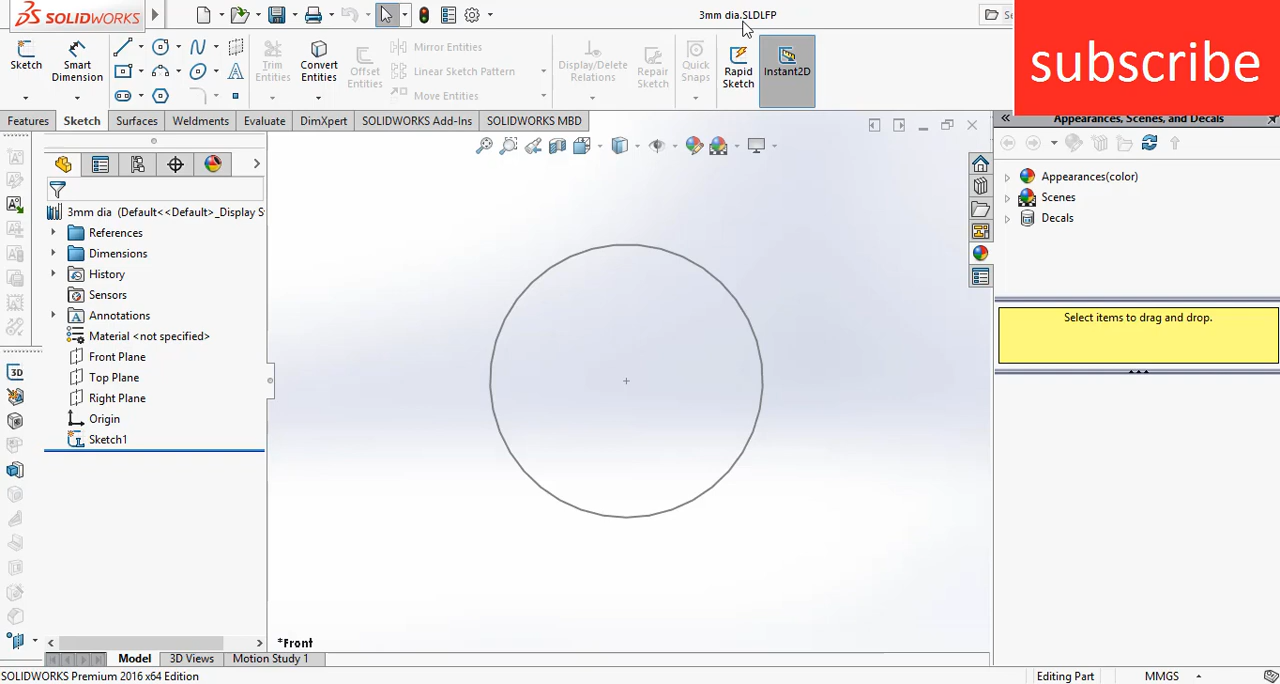 SOLIDWORKS
3mm dia.SLDLFP
subscribe
Sketch
Smart Dimension
Trim Entities
Convert Entities
Offset Entities
Mirror Entities
Linear Sketch Pattern
Move Entities
Display/Delete Relations
Repair Sketch
Quick Snaps
Rapid Sketch
Instant2D
Features
Sketch
Surfaces
Weldments
Evaluate
DimXpert
SOLIDWORKS Add-Ins
SOLIDWORKS MBD
Appearances, Scenes, and Decals
3mm dia (Default<<Default>_Display S
References
Dimensions
History
Sensors
Annotations
Material <not specified>
Front Plane
Top Plane
Right Plane
Origin
Sketch1
Appearances(color)
Scenes
Decals
Select items to drag and drop.
*Front
Model
3D Views
Motion Study 1
SOLIDWORKS Premium 2016 x64 Edition
Editing Part
MMGS